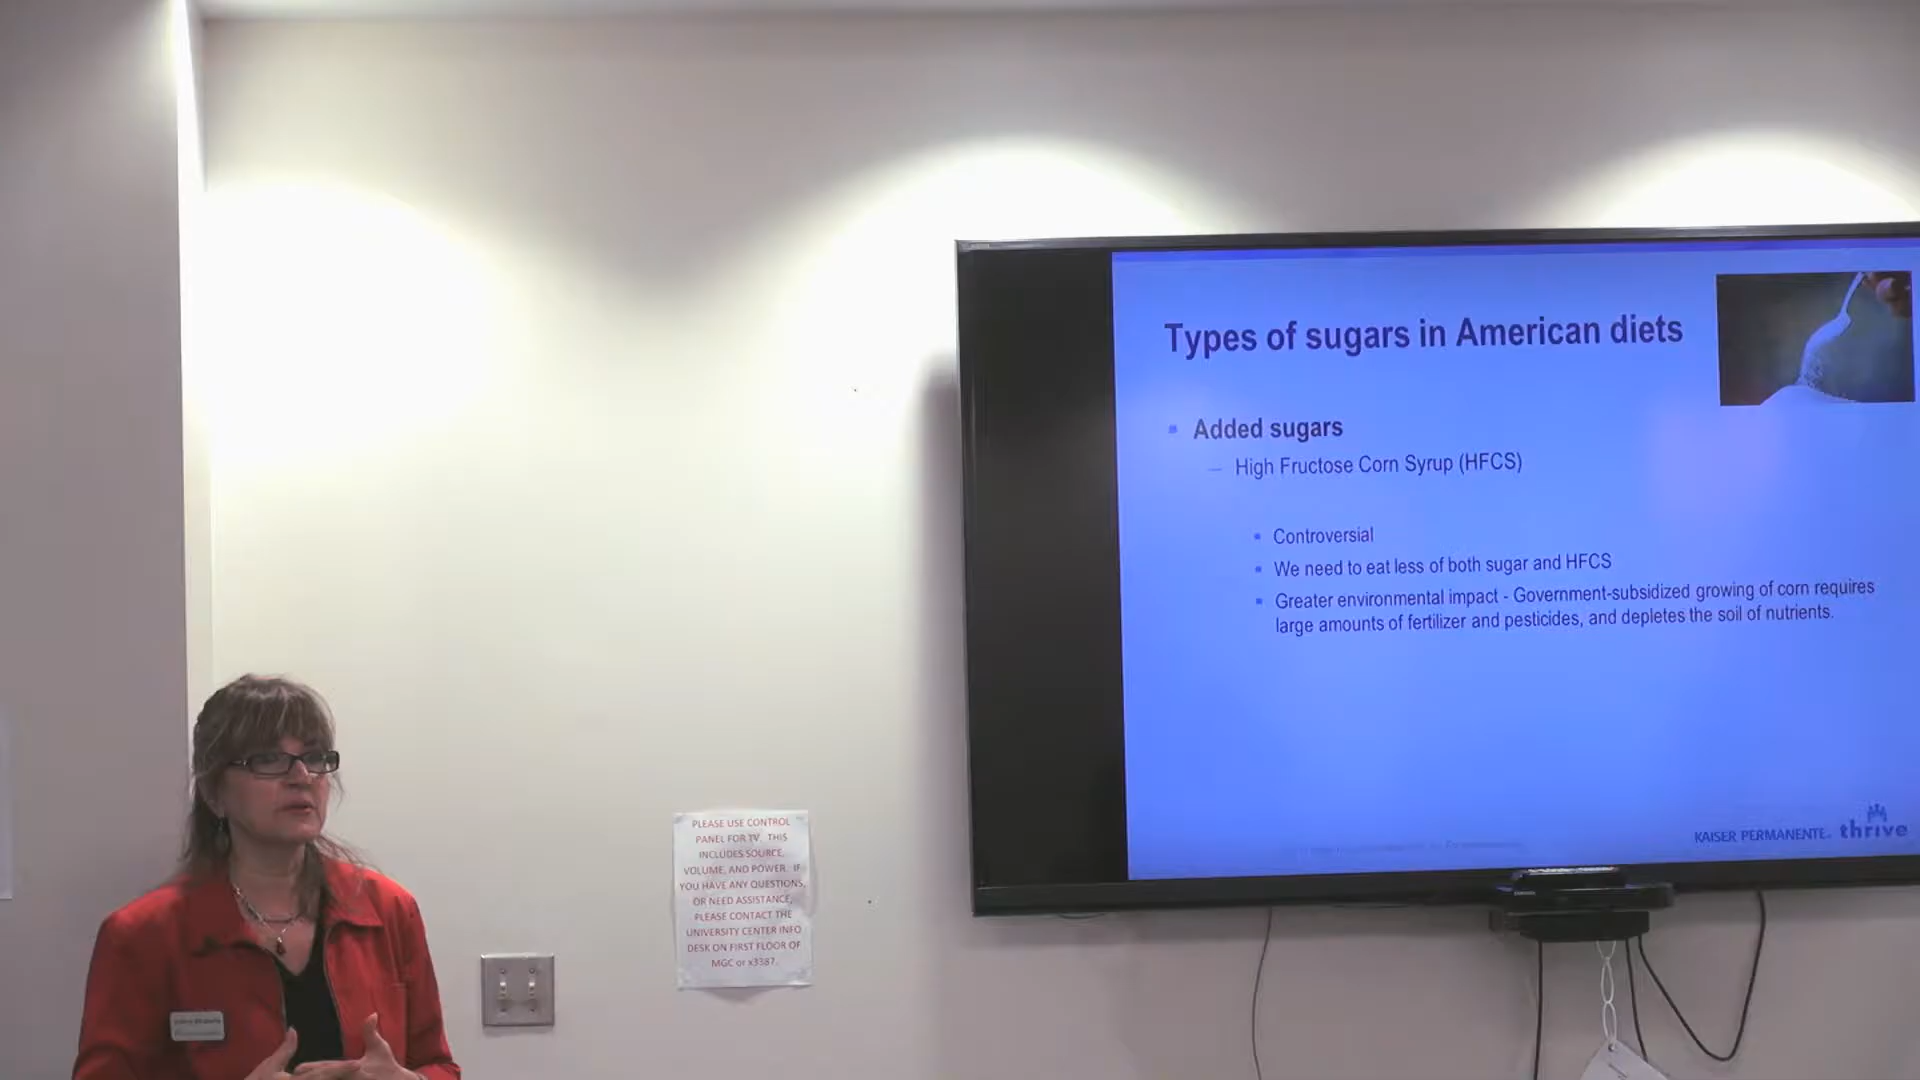 Types of sugars in American diets
Added sugars
– High Fructose Corn Syrup (HFCS)
Controversial
We need to eat less of both sugar and HFCS
Greater environmental impact - Government-subsidized growing of corn requires
large amounts of fertilizer and pesticides, and depletes the soil of nutrients.
KAISER PERMANENTE. thrive
PLEASE USE CONTROL
PANEL FOR TV. THIS
INCLUDES SOURCE,
VOLUME, AND POWER. IF
YOU HAVE ANY QUESTIONS,
OR NEED ASSISTANCE,
PLEASE CONTACT THE
UNIVERSITY CENTER INFO
DESK ON FIRST FLOOR OF
MGC or x3387.